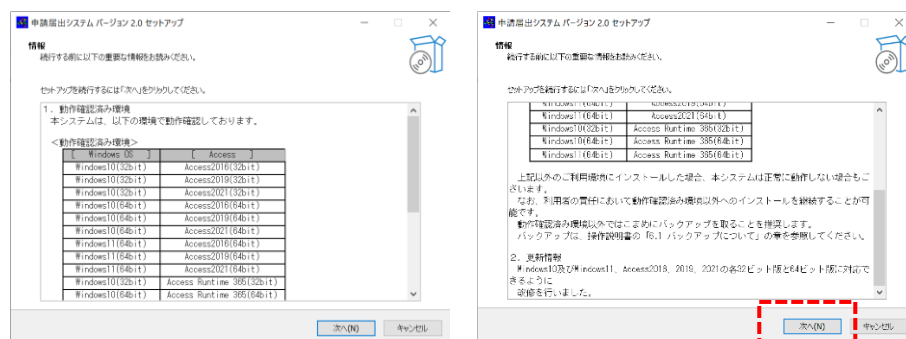 申請届出システム バージョン 2.0 セットアップ
情報
続行する前に以下の重要な情報をお読みください。
セットアップを続行するには「次へ」をクリックしてください。
1. 動作確認済み環境
本システムは、以下の環境で動作確認しております。
<動作確認済み環境>
[ Windows OS ] [ Access ]
Windows10(32bit) Access2016(32bit)
Windows10(32bit) Access2019(32bit)
Windows10(32bit) Access2021(32bit)
Windows10(64bit) Access2016(64bit)
Windows10(64bit) Access2019(64bit)
Windows10(64bit) Access2021(64bit)
Windows11(64bit) Access2016(64bit)
Windows11(64bit) Access2019(64bit)
Windows11(64bit) Access2021(64bit)
Windows10(32bit) Access Runtime 365(32bit)
Windows10(64bit) Access Runtime 365(64bit)
次へ(N) キャンセル
申請届出システム バージョン 2.0 セットアップ
情報
続行する前に以下の重要な情報をお読みください。
セットアップを続行するには「次へ」をクリックしてください。
Windows11(64bit) Access2019(64bit)
Windows11(64bit) Access2021(64bit)
Windows10(32bit) Access Runtime 365(32bit)
Windows10(64bit) Access Runtime 365(64bit)
Windows11(64bit) Access Runtime 365(64bit)
上記以外のご利用環境にインストールした場合、本システムは正常に動作しない場合もご
ざいます。
なお、利用者の責任において動作確認済み環境以外へのインストールを継続することが可
能です。
動作確認済み環境以外ではこまめにバックアップを取ることを推奨します。
バックアップは、操作説明書の「6.1 バックアップについて」の章を参照してください。
2. 更新情報
Windows10及びWindows11、Access2016、2019、2021の各32ビット版と64ビット版に対応で
きるように
改修を行いました。
次へ(N) キャンセル